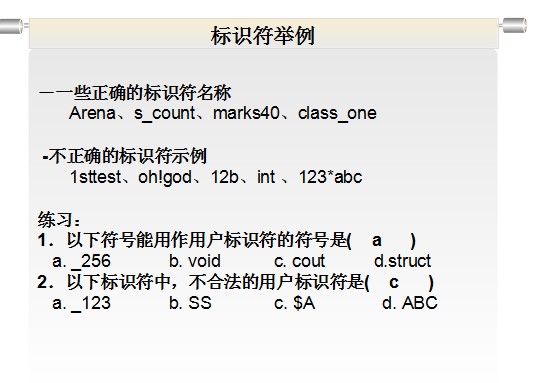 标识符举例
－一些正确的标识符名称
Arena、s_count、marks40、class_one
-不正确的标识符示例
1sttest、oh!god、12b、int 、123*abc
练习：
1．以下符号能用作用户标识符的符号是( a )
a. _256 b. void c. cout d.struct
2．以下标识符中，不合法的用户标识符是( c )
a. _123 b. SS c. $A d. ABC